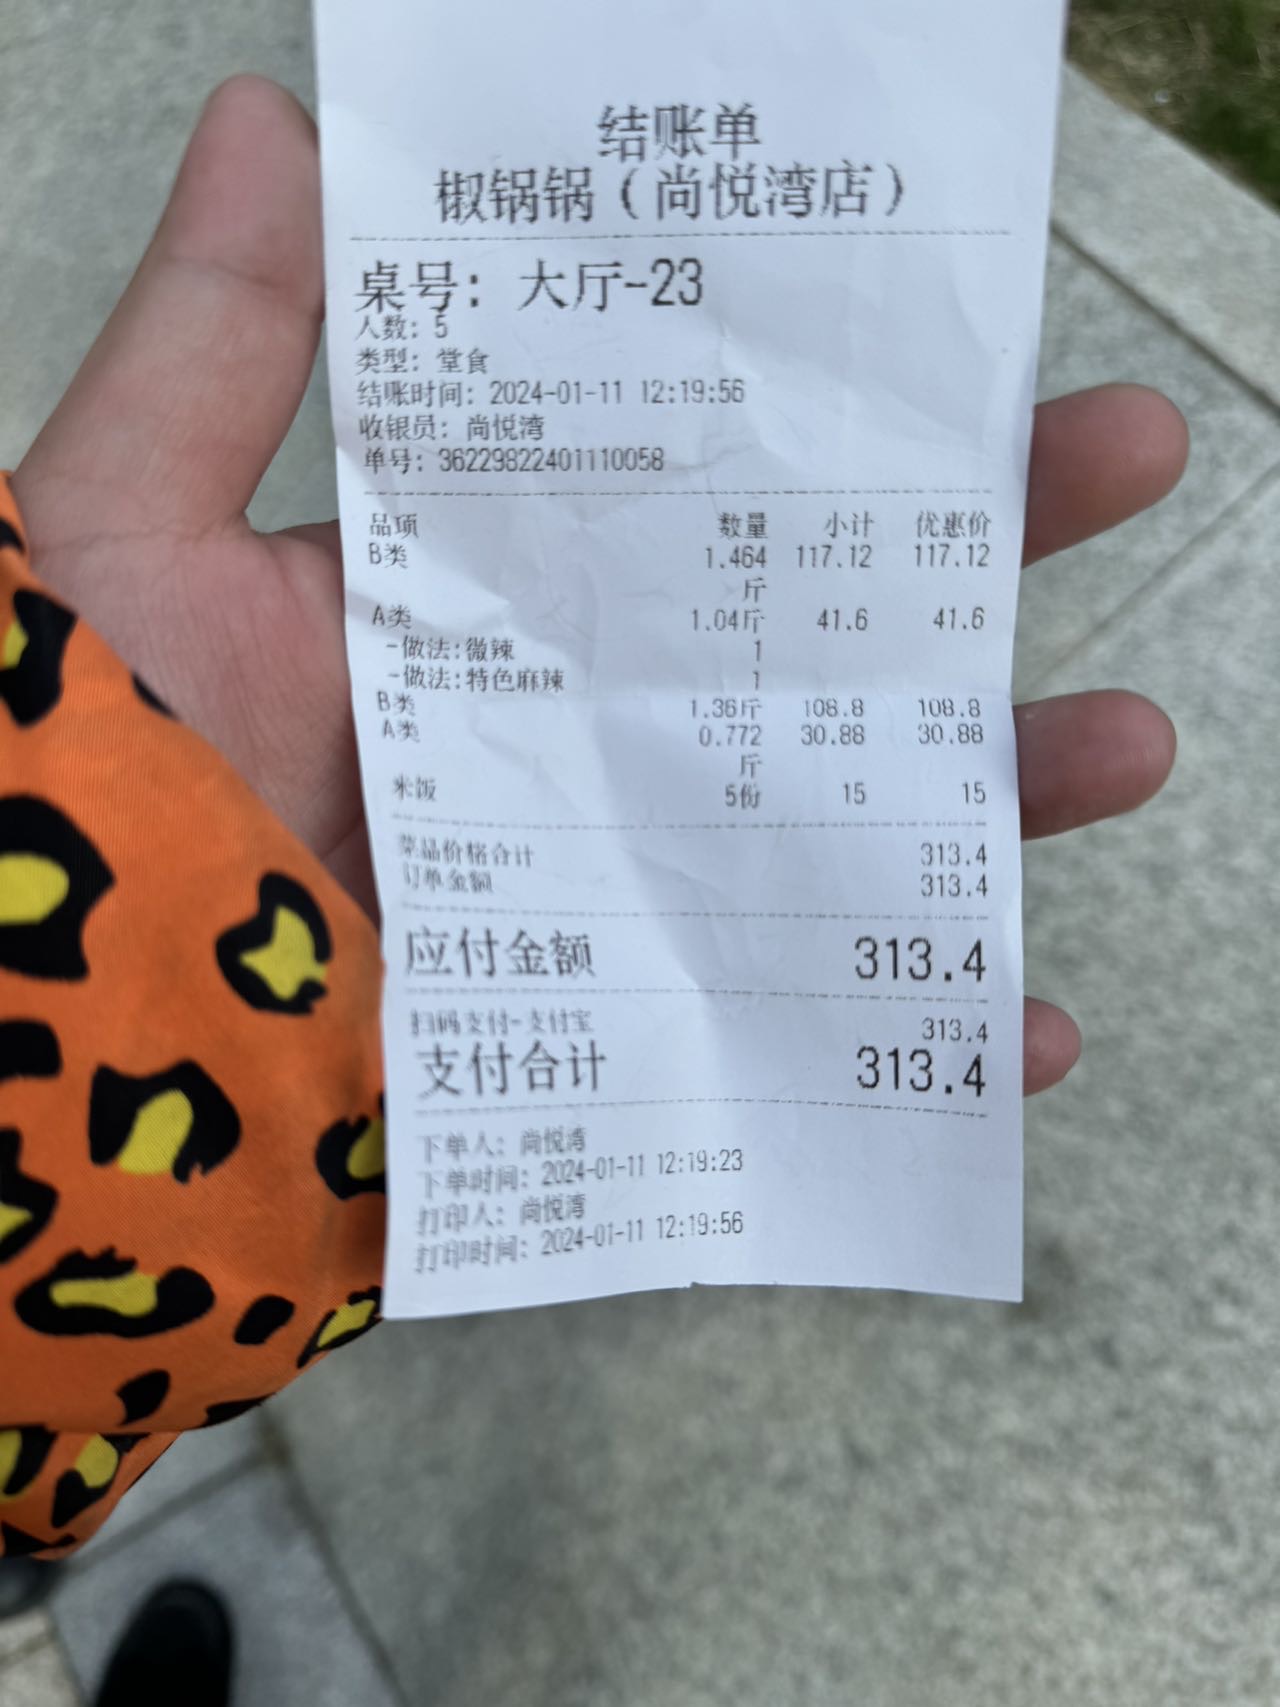 结账单
椒锅锅（尚悦湾店）
桌号：大厅-23
人数：5
类型：堂食
结账时间：2024-01-11 12:19:56
收银员：尚悦湾
单号：36229822401110058
品项 数量 小计 优惠价
B类 1.464 117.12 117.12
斤
A类 1.04斤 41.6 41.6
-做法:微辣 1
-做法:特色麻辣 1
B类 1.36斤 108.8 108.8
A类 0.772 30.88 30.88
斤
米饭 5份 15 15
菜品价格合计 313.4
订单金额 313.4
应付金额 313.4
扫码支付-支付宝 313.4
支付合计 313.4
下单人：尚悦湾
下单时间：2024-01-11 12:19:23
打印人：尚悦湾
打印时间：2024-01-11 12:19:56